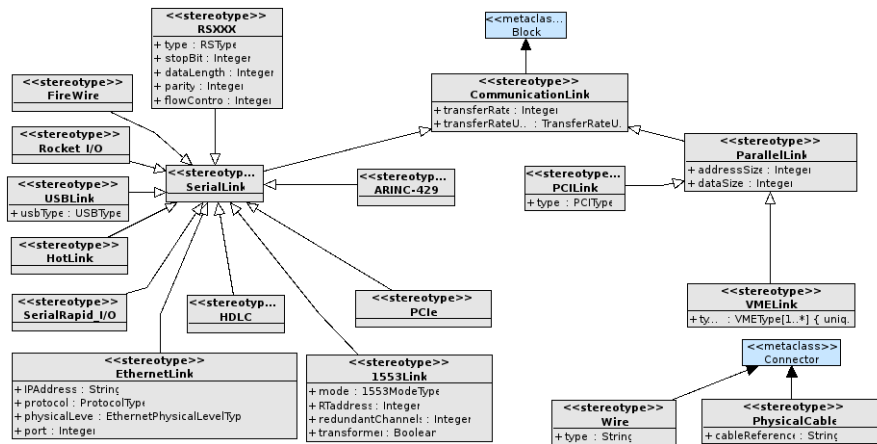 <<stereotype>>
RSXXX
+ type : RSType
+ stopBit : Integer
+ dataLength : Integer
+ parity : Integer
+ flowContro : Integer
<<metaclas...
Block
<<stereotype>>
FireWire
<<stereotype>>
CommunicationLink
+ transferRate : Integer
+ transferRateU... : TransferRateU.
<<stereotype>>
Rocket_I/O
<<stereotyp...
SerialLink
<<stereotype>>
ARINC-429
<<stereotype>>
PCILink
+ type : PCIType
<<stereotype>>
ParallelLink
+ addressSize : Integer
+ dataSize : Integer
<<stereotype>>
USBLink
+ usbType : USBType
<<stereotype>>
HotLink
<<stereotype>>
SerialRapid_I/O
<<stereotyp...
HDLC
<<stereotype>>
PCIe
<<stereotype>>
VMELink
+ ty... : VMEType[1..*] { uniq.
<<stereotype>>
EthernetLink
+ IPAddress : String
+ protocol : ProtocolType
+ physicalLeve : EthernetPhysicalLevelTyp
+ port : Integer
<<stereotype>>
1553Link
+ mode : 1553ModeType
+ RTaddress : Integer
+ redundantChannels : Integer
+ transformer : Boolean
<<metaclass>>
Connector
<<stereotype>>
Wire
+ type : String
<<stereotype>>
PhysicalCable
+ cableReference : String